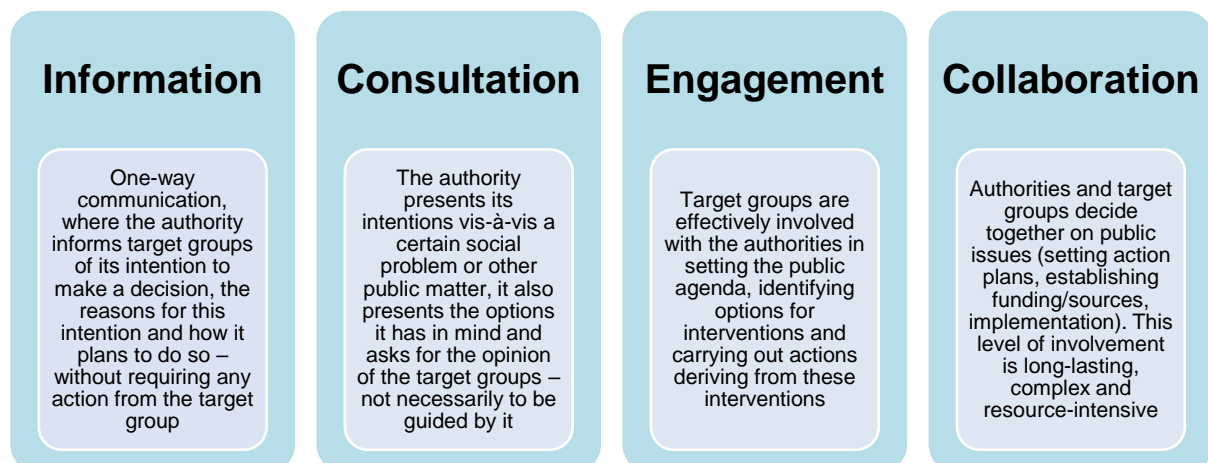 Information
One-way
communication,
where the authority
informs target groups
of its intention to
make a decision, the
reasons for this
intention and how it
plans to do so –
without requiring any
action from the target
group
Consultation
The authority
presents its
intentions vis-à-vis a
certain social
problem or other
public matter, it also
presents the options
it has in mind and
asks for the opinion
of the target groups –
not necessarily to be
guided by it
Engagement
Target groups are
effectively involved
with the authorities in
setting the public
agenda, identifying
options for
interventions and
carrying out actions
deriving from these
interventions
Collaboration
Authorities and target
groups decide
together on public
issues (setting action
plans, establishing
funding/sources,
implementation). This
level of involvement
is long-lasting,
complex and
resource-intensive